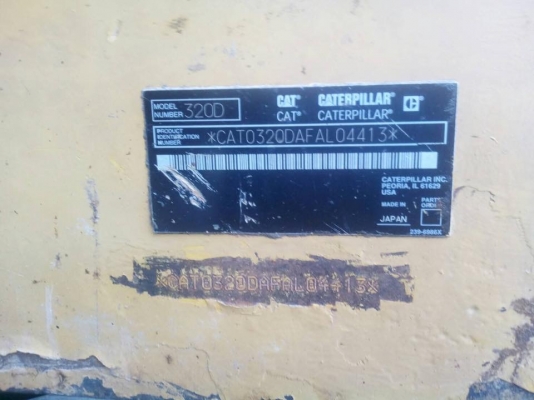 MODEL NUMBER 320D
CAT CATERPILLAR C
CAT® CATERPILLAR®
PRODUCT IDENTIFICATION NUMBER *CAT0320DAFAL04413*
CATERPILLAR INC.
PEORIA, IL 61629
USA
MADE IN JAPAN
239-5985X
*CAT0320DAFAL04413*